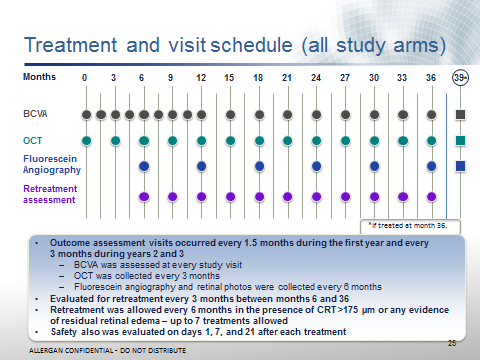 Treatment and visit schedule (all study arms)
Months 0 3 6 9 12 15 18 21 24 27 30 33 36 39*
BCVA
OCT
Fluorescein
Angiography
Retreatment
assessment
*If treated at month 36.
• Outcome assessment visits occurred every 1.5 months during the first year and every
3 months during years 2 and 3
– BCVA was assessed at every study visit
– OCT was collected every 3 months
– Fluorescein angiography and retinal photos were collected every 6 months
• Evaluated for retreatment every 3 months between months 6 and 36
• Retreatment was allowed every 6 months in the presence of CRT >175 µm or any evidence
of residual retinal edema – up to 7 treatments allowed
• Safety also was evaluated on days 1, 7, and 21 after each treatment
25
ALLERGAN CONFIDENTIAL - DO NOT DISTRIBUTE